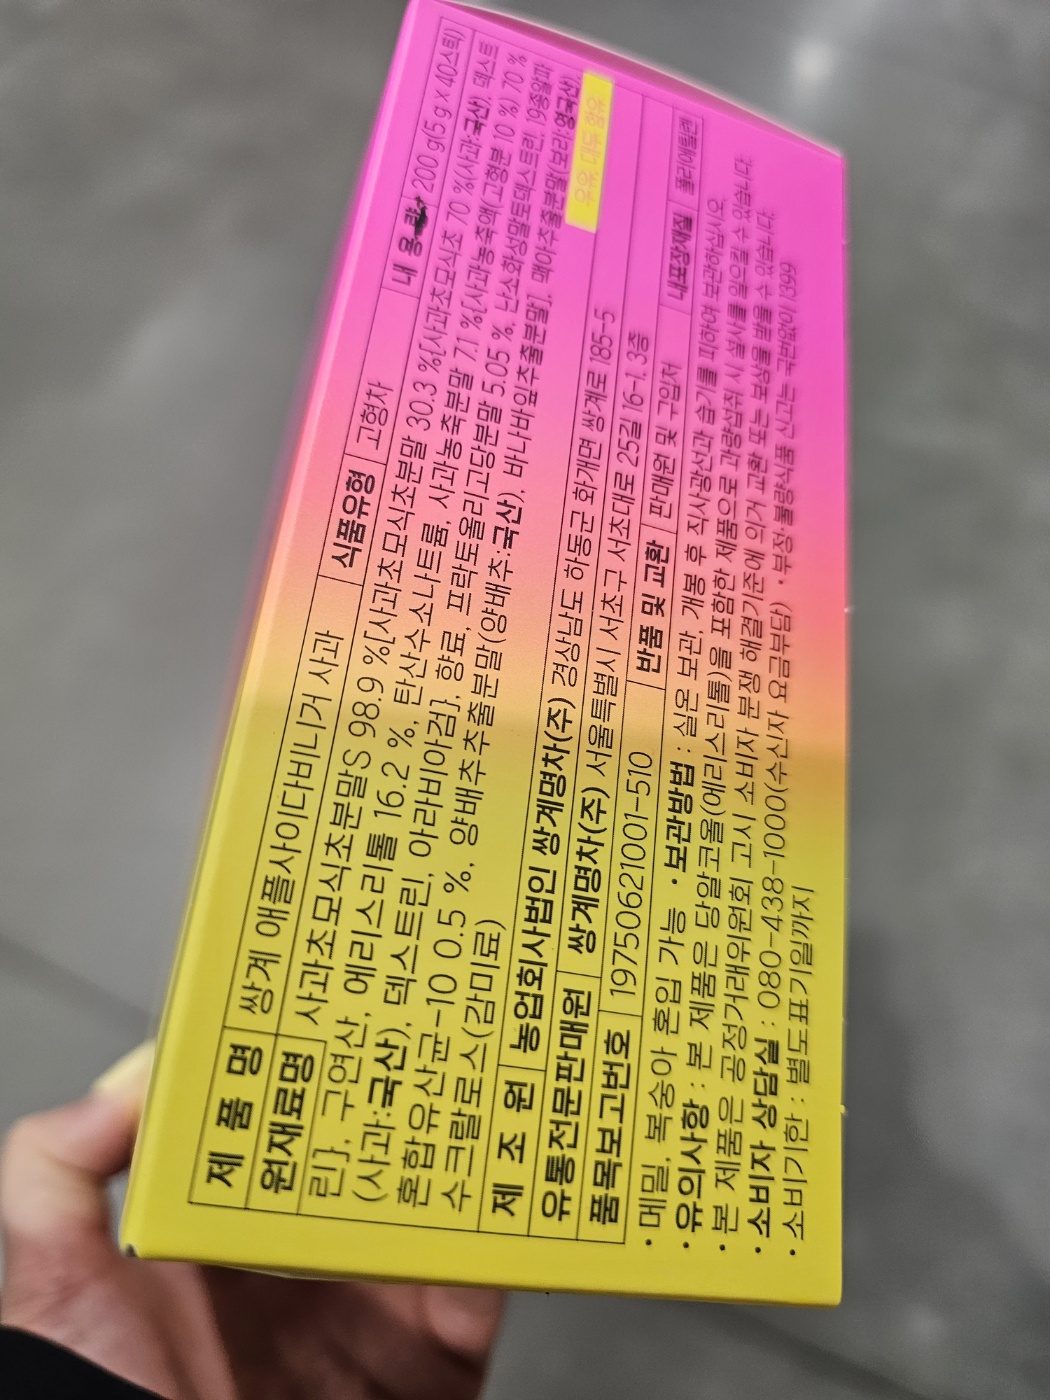 제 품 명 쌍계 애플사이다비니거 사과 식품유형 고형차 내 용 량 200 g(5 g × 40스틱)
원재료명 사과초모식초분말S 98.9 %[사과초모식초분말 30.3 %{사과초모식초 70 %(사과:국산), 덱스트
린}, 구연산, 에리스리톨 16.2 %, 탄산수소나트륨, 사과농축분말 7.1 %{사과농축액(고형분 10 %) 70 %
(사과:국산), 덱스트린, 아라비아검}, 향료, 프락토올리고당분말 5.05 %, 난소화성말토덱스트린, 19종
혼합유산균-10 0.5 %, 양배추추출분말(양배추:국산), 바나바잎추출분말], 맥아추출분말(보리:국산),
수크랄로스(감미료) 우유, 대두 함유
제 조 원 농업회사법인 쌍계명차(주) 경상남도 하동군 화개면 쌍계로 185-5
유통전문판매원 쌍계명차(주) 서울특별시 서초구 서초대로 25길 16-1, 3층
품목보고번호 19750621001-510 반품 및 교환 판매원 및 구입처 내포장재질 폴리에틸렌
• 메밀, 복숭아 혼입 가능 • 보관방법 : 실온 보관, 개봉 후 직사광선과 습기를 피하여 보관하십시오.
• 유의사항 : 본 제품은 당알코올(에리스리톨)을 포함한 제품으로 과량섭취 시 설사를 일으킬 수 있습니다.
• 본 제품은 공정거래위원회 고시 소비자 분쟁 해결기준에 의거 교환 또는 보상을 받을 수 있습니다.
• 소비자 상담실 : 080-438-1000(수신자 요금부담) • 부정·불량식품 신고는 국번없이 1399
• 소비기한 : 별도표기일까지